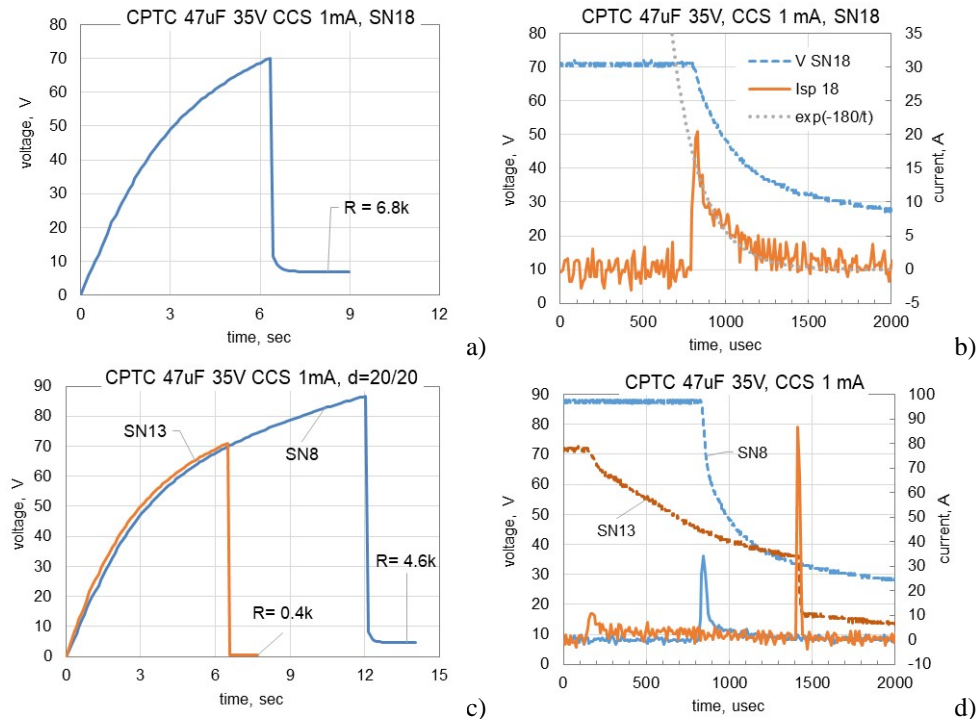 CPTC 47uF 35V CCS 1mA, SN18
80
70
60
50
40
30
20
10
0
voltage, V
R = 6.8k
0 3 6 9 12
time, sec
a)
CPTC 47uF 35V, CCS 1 mA, SN18
80
70
60
50
40
30
20
10
0
voltage, V
V SN18
Isp 18
exp(-180/t)
35
30
25
20
15
10
5
0
-5
current, A
0 500 1000 1500 2000
time, usec
b)
CPTC 47uF 35V CCS 1mA, d=20/20
90
80
70
60
50
40
30
20
10
0
voltage, V
SN13
SN8
R= 4.6k
R= 0.4k
0 3 6 9 12 15
time, sec
c)
CPTC 47uF 35V, CCS 1 mA
90
80
70
60
50
40
30
20
10
0
voltage, V
SN8
SN13
100
90
80
70
60
50
40
30
20
10
0
-10
current, A
0 500 1000 1500 2000
time, usec
d)